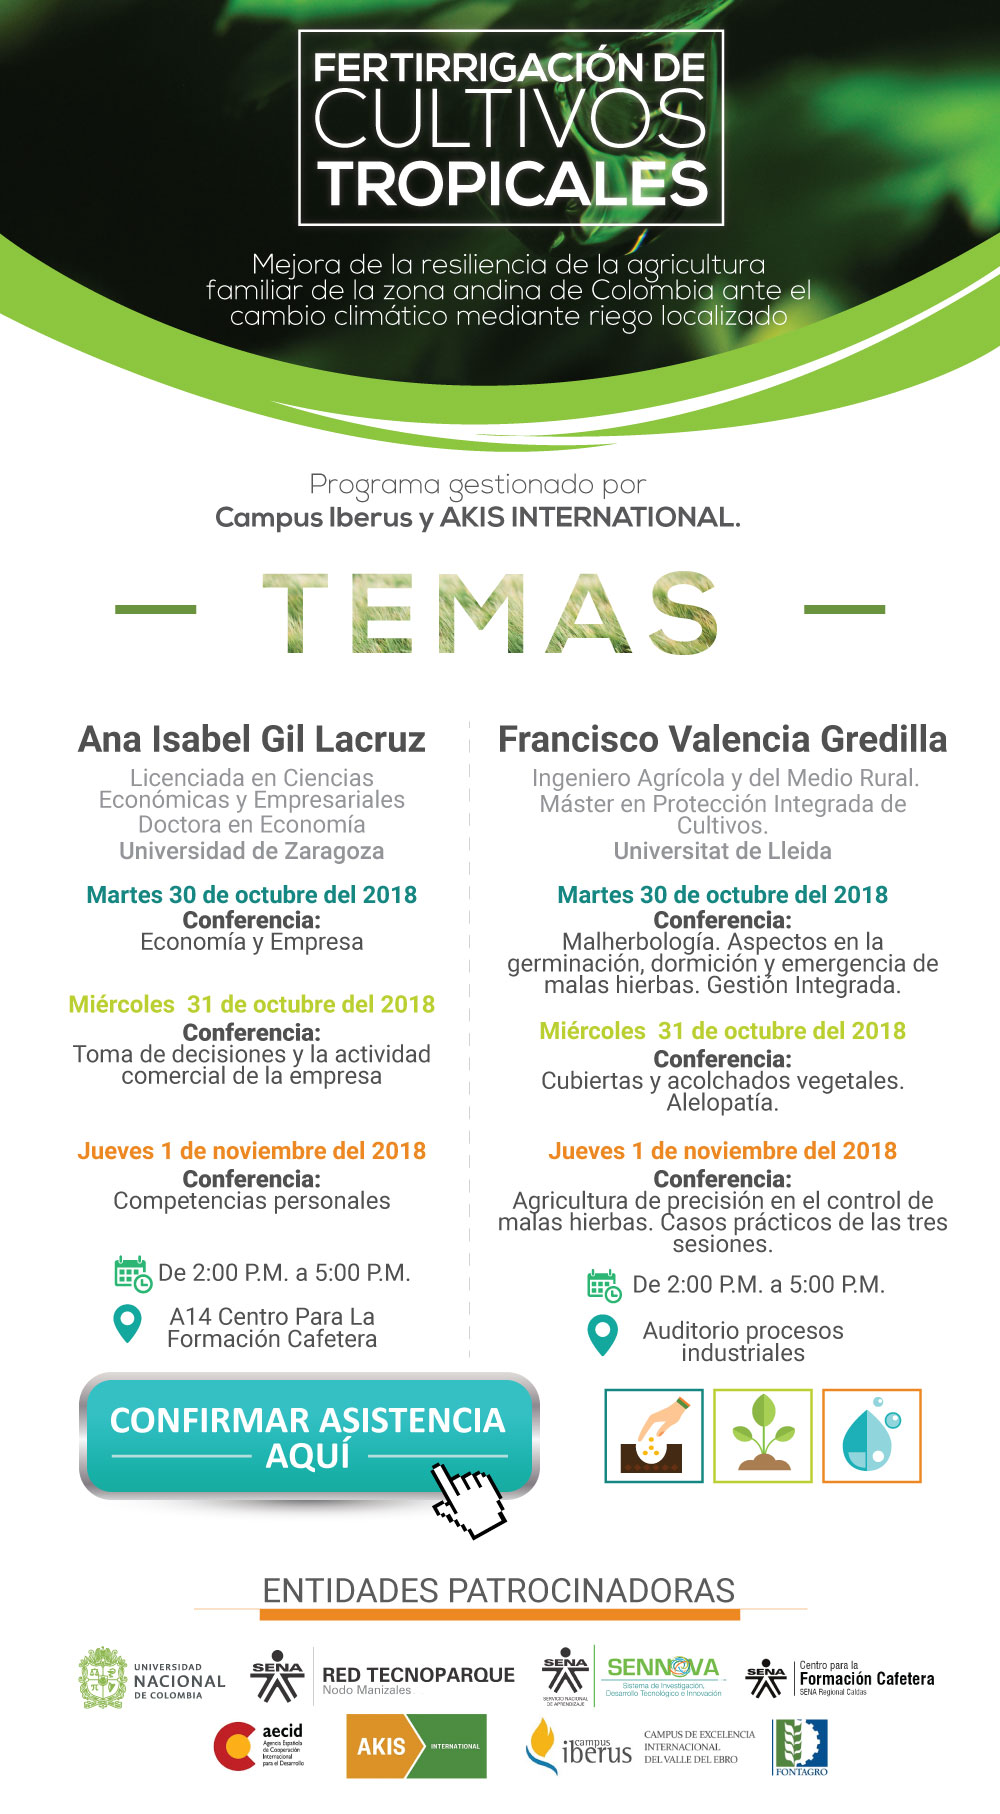 FERTIRRIGACIÓN DE
CULTIVOS
TROPICALES
Mejora de la resiliencia de la agricultura
familiar de la zona andina de Colombia ante el
cambio climático mediante riego localizado
Programa gestionado por
Campus Iberus y AKIS INTERNATIONAL.
TEMAS
Ana Isabel Gil Lacruz
Licenciada en Ciencias
Económicas y Empresariales
Doctora en Economía
Universidad de Zaragoza
Martes 30 de octubre del 2018
Conferencia:
Economía y Empresa
Miércoles 31 de octubre del 2018
Conferencia:
Toma de decisiones y la actividad
comercial de la empresa
Jueves 1 de noviembre del 2018
Conferencia:
Competencias personales
De 2:00 P.M. a 5:00 P.M.
A14 Centro Para La
Formación Cafetera
Francisco Valencia Gredilla
Ingeniero Agrícola y del Medio Rural.
Máster en Protección Integrada de
Cultivos.
Universitat de Lleida
Martes 30 de octubre del 2018
Conferencia:
Malherbología. Aspectos en la
germinación, dormición y emergencia de
malas hierbas. Gestión Integrada.
Miércoles 31 de octubre del 2018
Conferencia:
Cubiertas y acolchados vegetales.
Alelopatía.
Jueves 1 de noviembre del 2018
Conferencia:
Agricultura de precisión en el control de
malas hierbas. Casos prácticos de las tres
sesiones.
De 2:00 P.M. a 5:00 P.M.
Auditorio procesos
industriales
CONFIRMAR ASISTENCIA
AQUÍ
ENTIDADES PATROCINADORAS
UNIVERSIDAD
NACIONAL
DE COLOMBIA
SENA
RED TECNOPARQUE
Nodo Manizales
SENA
SERVICIO NACIONAL
DE APRENDIZAJE
SENNOVA
Sistema de Investigación,
Desarrollo Tecnológico e Innovación
SENA
Centro para la
Formación Cafetera
SENA Regional Caldas
aecid
Agencia Española
de Cooperación
Internacional
para el Desarrollo
AKIS
INTERNATIONAL
campus
iberus
CAMPUS DE EXCELENCIA
INTERNACIONAL
DEL VALLE DEL EBRO
FONTAGRO